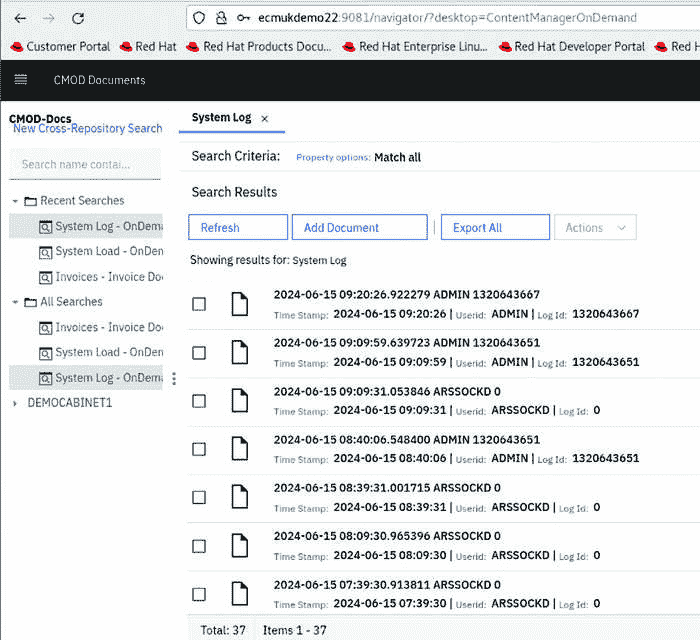 ecmukdemo22:9081/navigator/?desktop=ContentManagerOnDemand
Customer Portal Red Hat Red Hat Products Docu... Red Hat Enterprise Linu... Red Hat Developer Portal Red H
CMOD Documents
CMOD-Docs
New Cross-Repository Search
Search name contai...
Recent Searches
System Log - OnDema
System Load - OnDen
Invoices - Invoice Doc
All Searches
Invoices - Invoice Doc
System Load - OnDen
System Log - OnDema
DEMOCABINET1
System Log
Search Criteria: Property options: Match all
Search Results
Refresh Add Document Export All Actions
Showing results for: System Log
2024-06-15 09:20:26.922279 ADMIN 1320643667
Time Stamp: 2024-06-15 09:20:26 | Userid: ADMIN | Log Id: 1320643667
2024-06-15 09:09:59.639723 ADMIN 1320643651
Time Stamp: 2024-06-15 09:09:59 | Userid: ADMIN | Log Id: 1320643651
2024-06-15 09:09:31.053846 ARSSOCKD 0
Time Stamp: 2024-06-15 09:09:31 | Userid: ARSSOCKD | Log Id: 0
2024-06-15 08:40:06.548400 ADMIN 1320643651
Time Stamp: 2024-06-15 08:40:06 | Userid: ADMIN | Log Id: 1320643651
2024-06-15 08:39:31.001715 ARSSOCKD 0
Time Stamp: 2024-06-15 08:39:31 | Userid: ARSSOCKD | Log Id: 0
2024-06-15 08:09:30.965396 ARSSOCKD 0
Time Stamp: 2024-06-15 08:09:30 | Userid: ARSSOCKD | Log Id: 0
2024-06-15 07:39:30.913811 ARSSOCKD 0
Time Stamp: 2024-06-15 07:39:30 | Userid: ARSSOCKD | Log Id: 0
Total: 37 Items 1 - 37